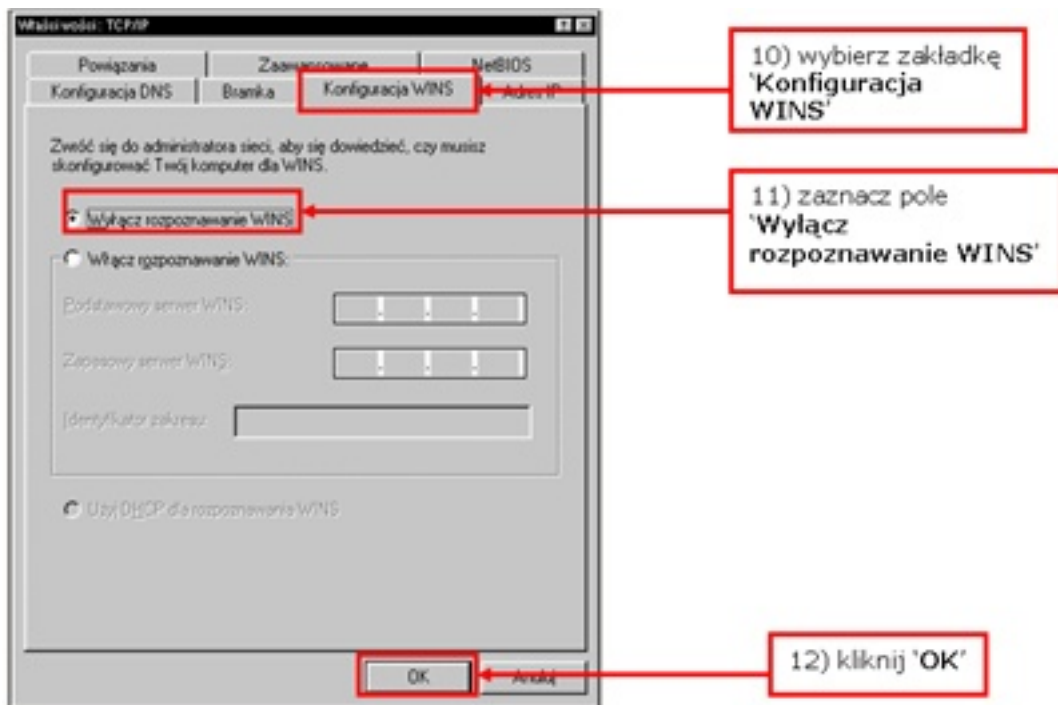 Właściwości: TCP/IP
Powiązania Zaawansowane NetBIOS
Konfiguracja DNS Bramka Konfiguracja WINS Adres IP
Zwróć się do administratora sieci, aby się dowiedzieć, czy musisz
skonfigurować Twój komputer dla WINS.
Wyłącz rozpoznawanie WINS
Włącz rozpoznawanie WINS:
Podstawowy serwer WINS:
Zapasowy serwer WINS:
Identyfikator zakresu:
Użyj DHCP dla rozpoznawania WINS
OK Anuluj
10) wybierz zakładkę
‘Konfiguracja
WINS’
11) zaznacz pole
‘Wyłącz
rozpoznawanie WINS’
12) kliknij ‘OK’